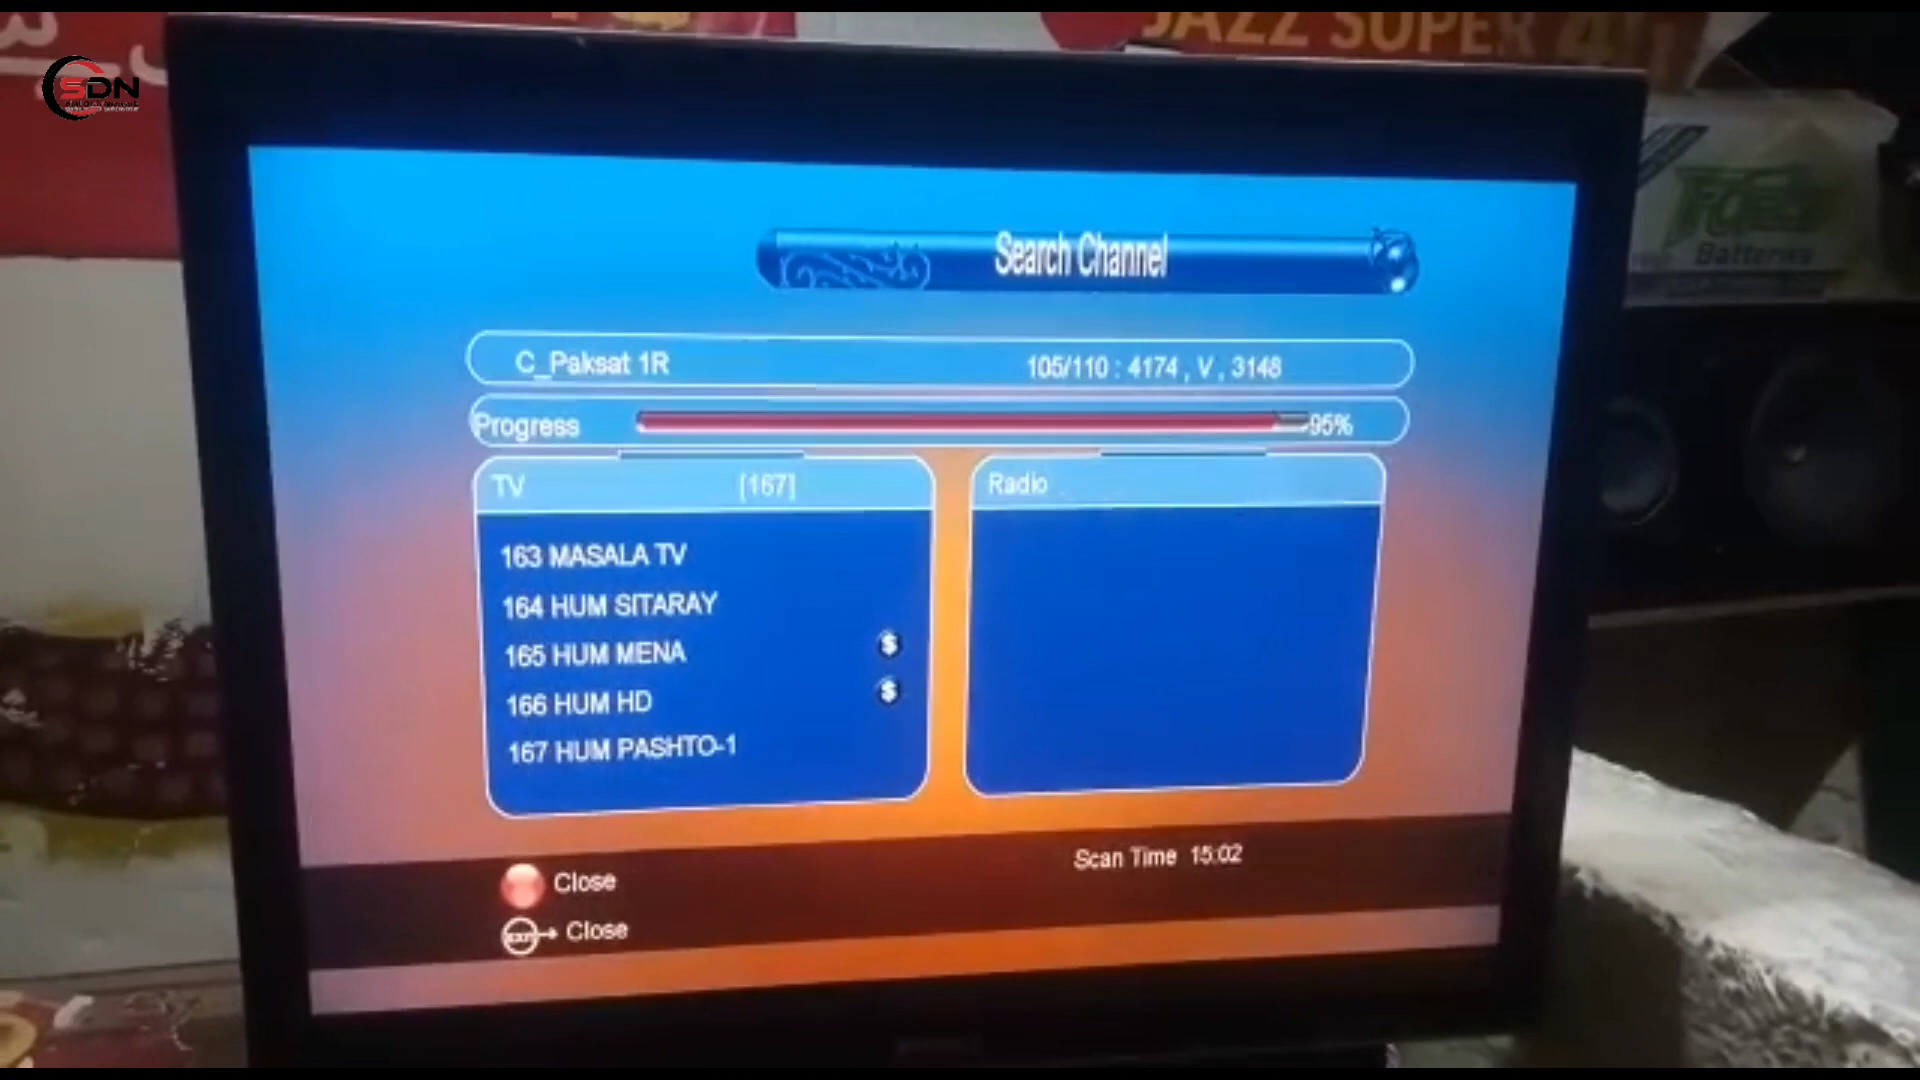 JAZZ SUPER 4G
SDN
Batteries
Search Channel
C_Paksat 1R
105/110 : 4174 , V , 3148
Progress
95%
TV
[167]
Radio
163 MASALA TV
164 HUM SITARAY
165 HUM MENA
$
166 HUM HD
$
167 HUM PASHTO-1
Close
Scan Time 15:02
EXIT
Close